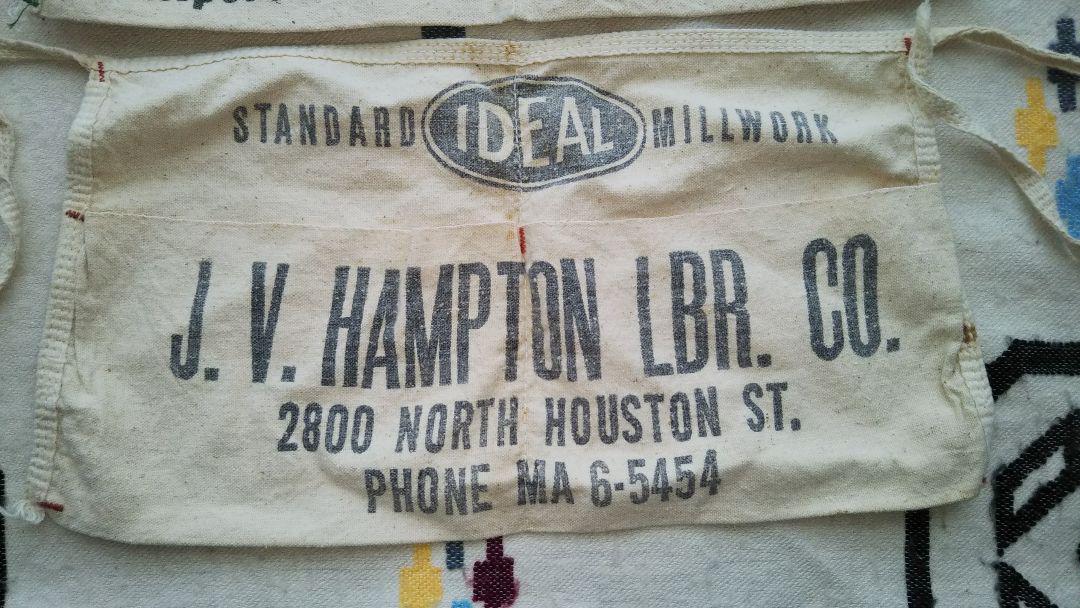 STANDARD IDEAL MILLWORK
J. V. HAMPTON LBR. CO.
2800 NORTH HOUSTON ST.
PHONE MA 6-5454